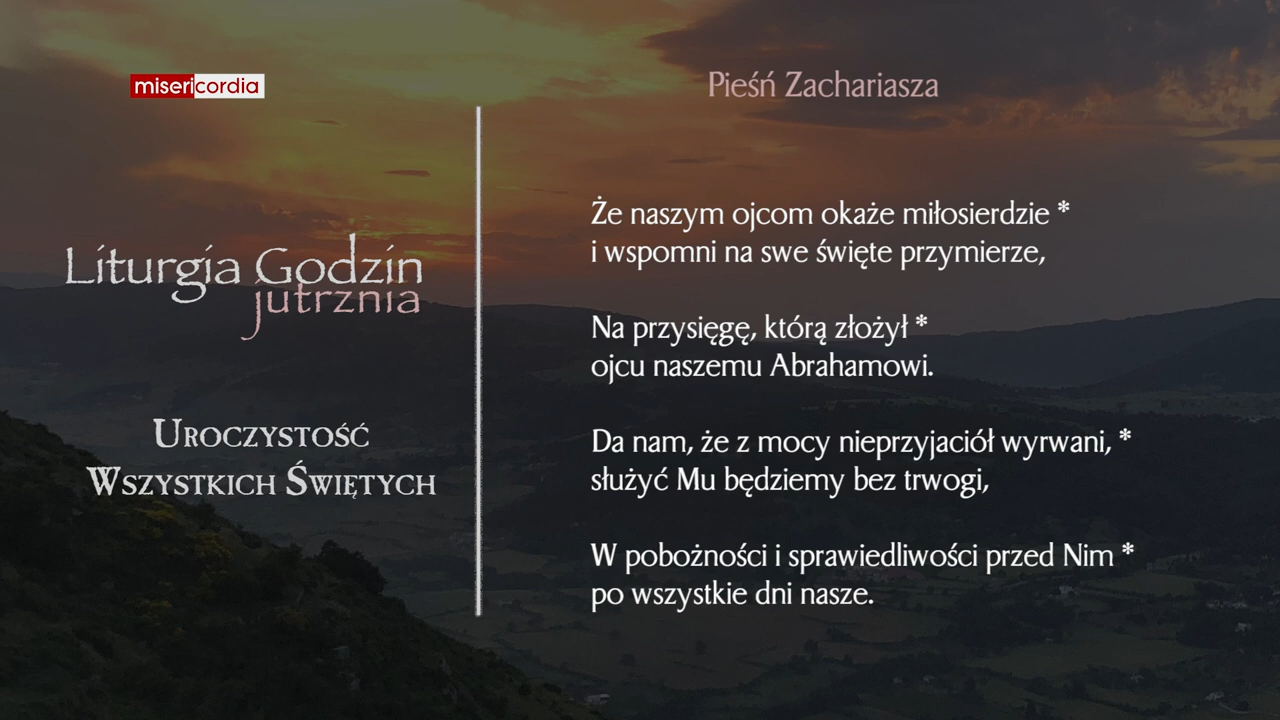 misericordia
Liturgia Godzin
jutrznia
Uroczystość
Wszystkich Świętych
Pieśń Zachariasza
Że naszym ojcom okaże miłosierdzie *
i wspomni na swe święte przymierze,
Na przysięgę, którą złożył *
ojcu naszemu Abrahamowi.
Da nam, że z mocy nieprzyjaciół wyrwani, *
służyć Mu będziemy bez trwogi,
W pobożności i sprawiedliwości przed Nim *
po wszystkie dni nasze.